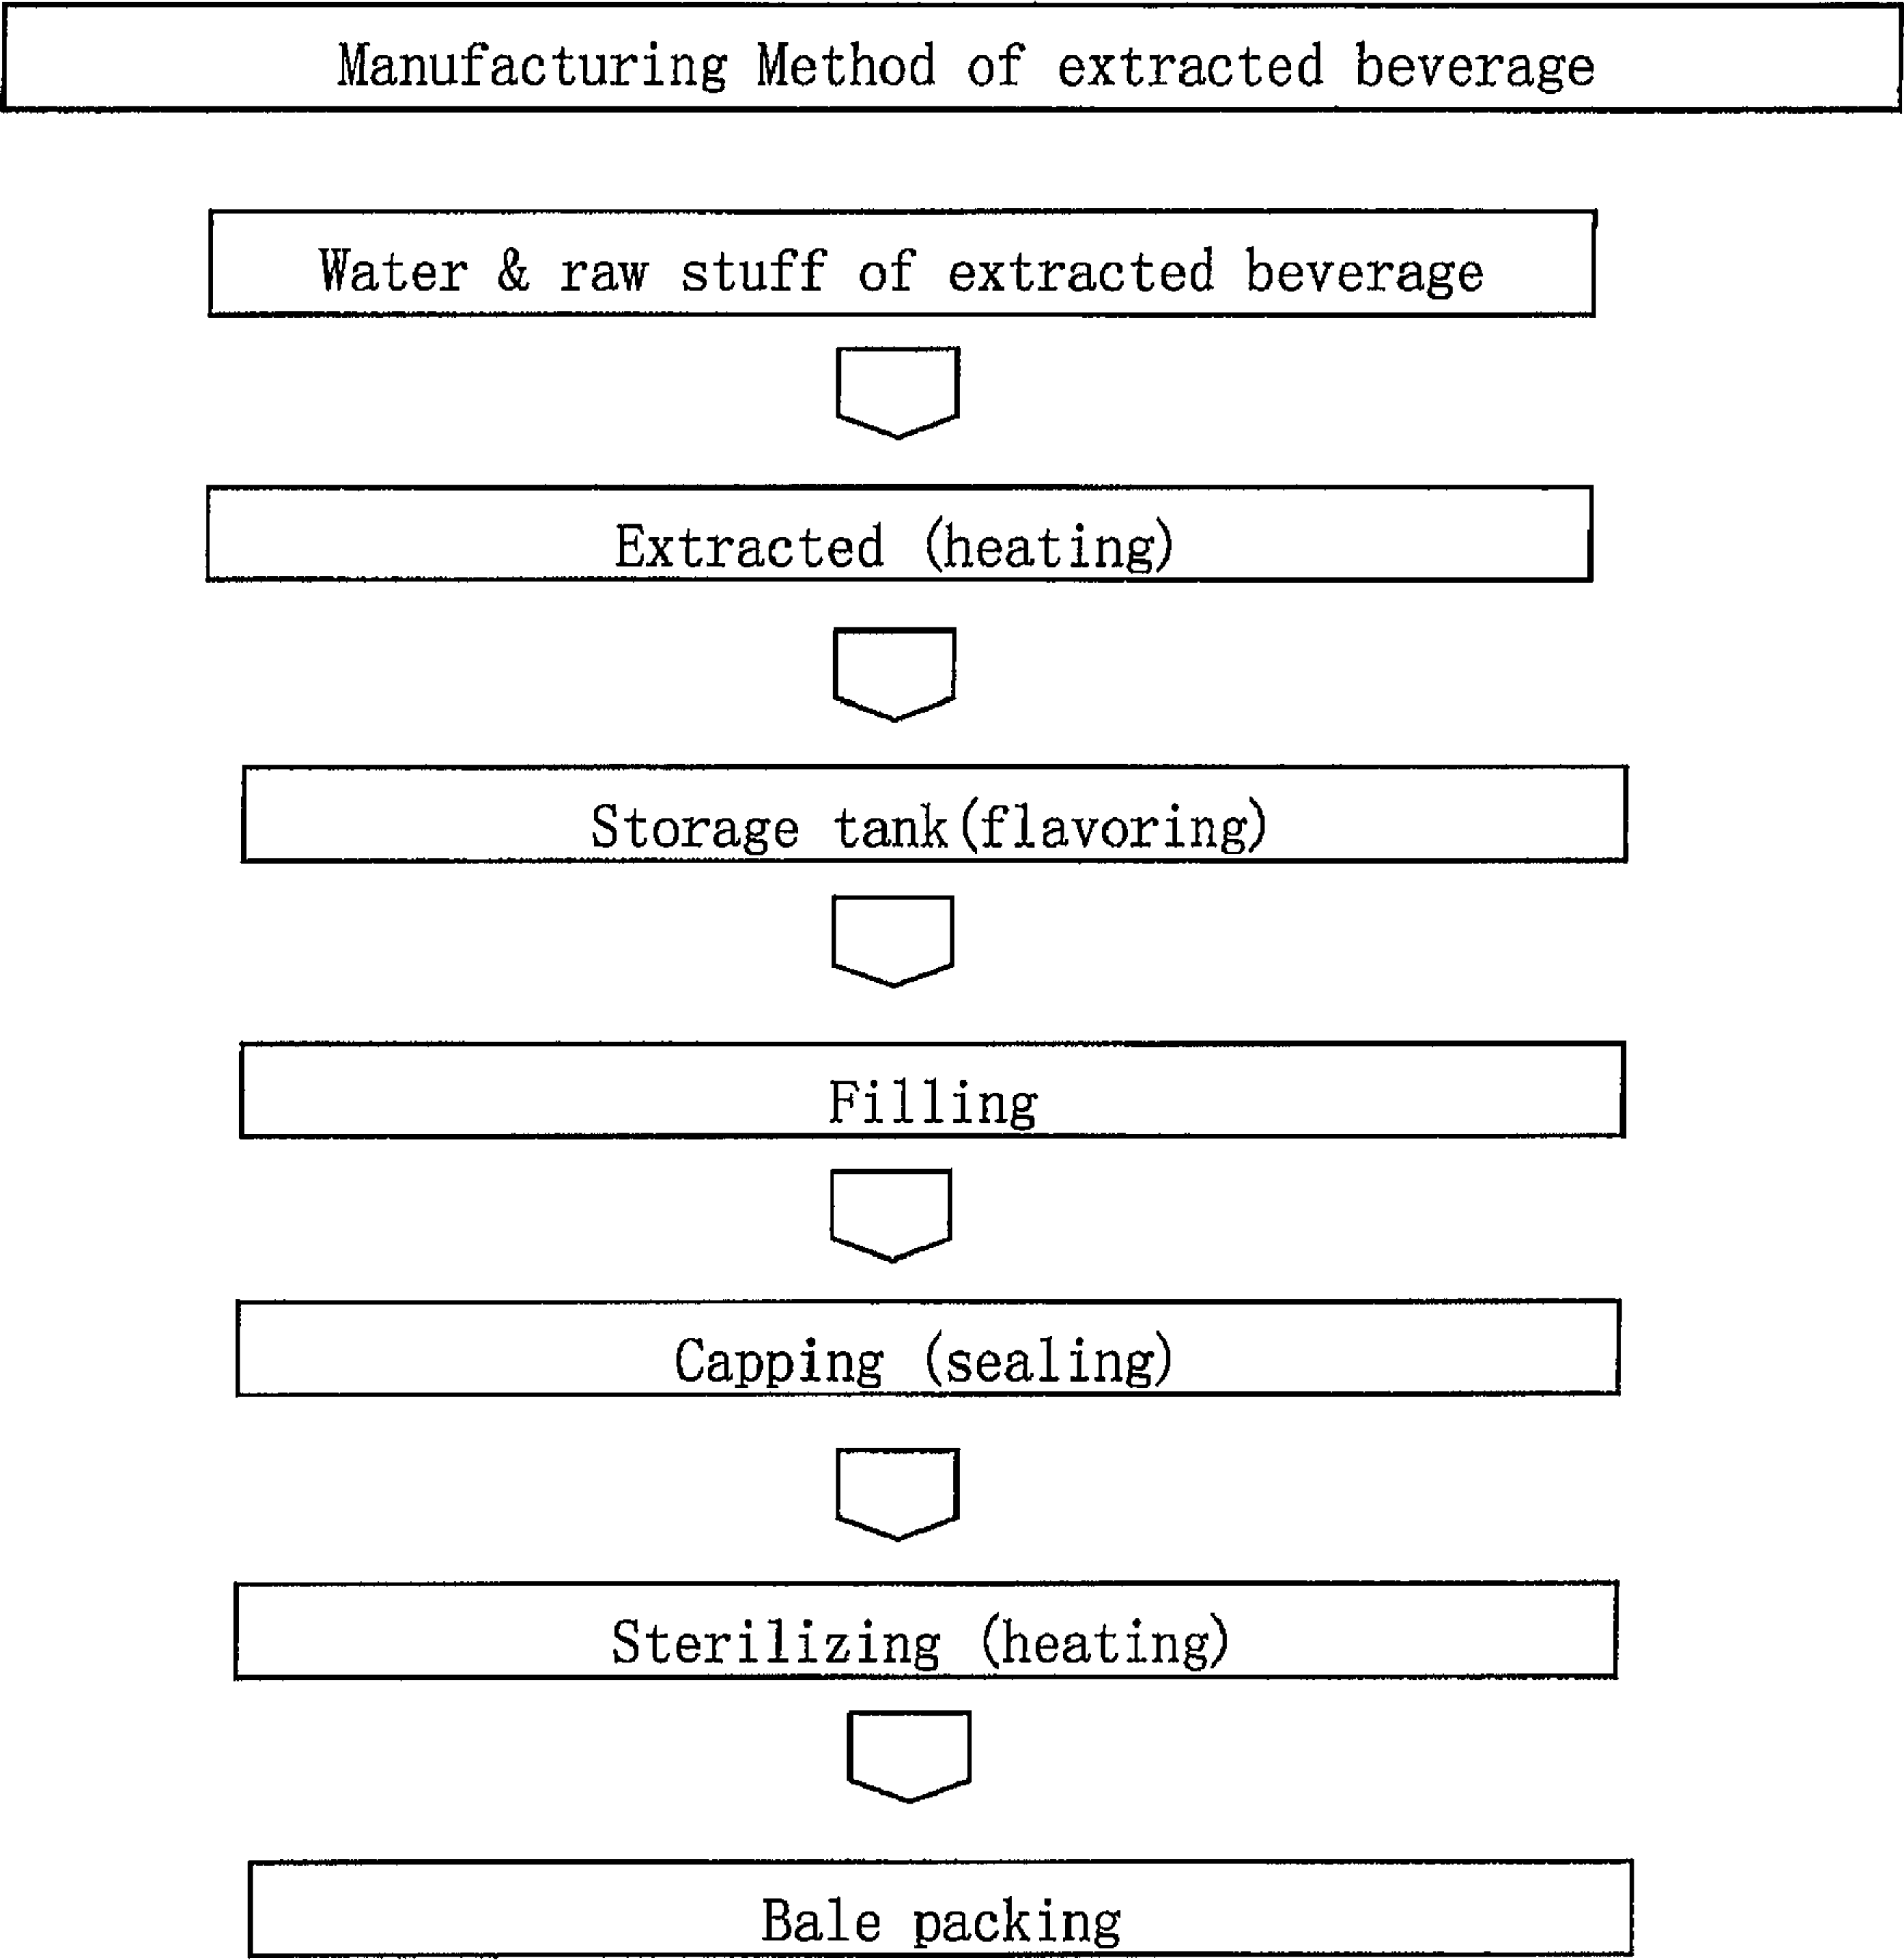 Manufacturing Method of extracted beverage
Water & raw stuff of extracted beverage
Extracted (heating)
Storage tank(flavoring)
Filling
Capping (sealing)
Sterilizing (heating)
Bale packing